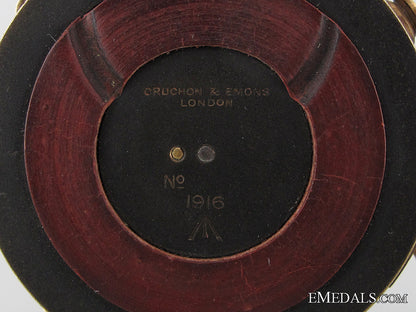 CRUCHON & EMONS
LONDON
No
1916
EMEDALS.COM